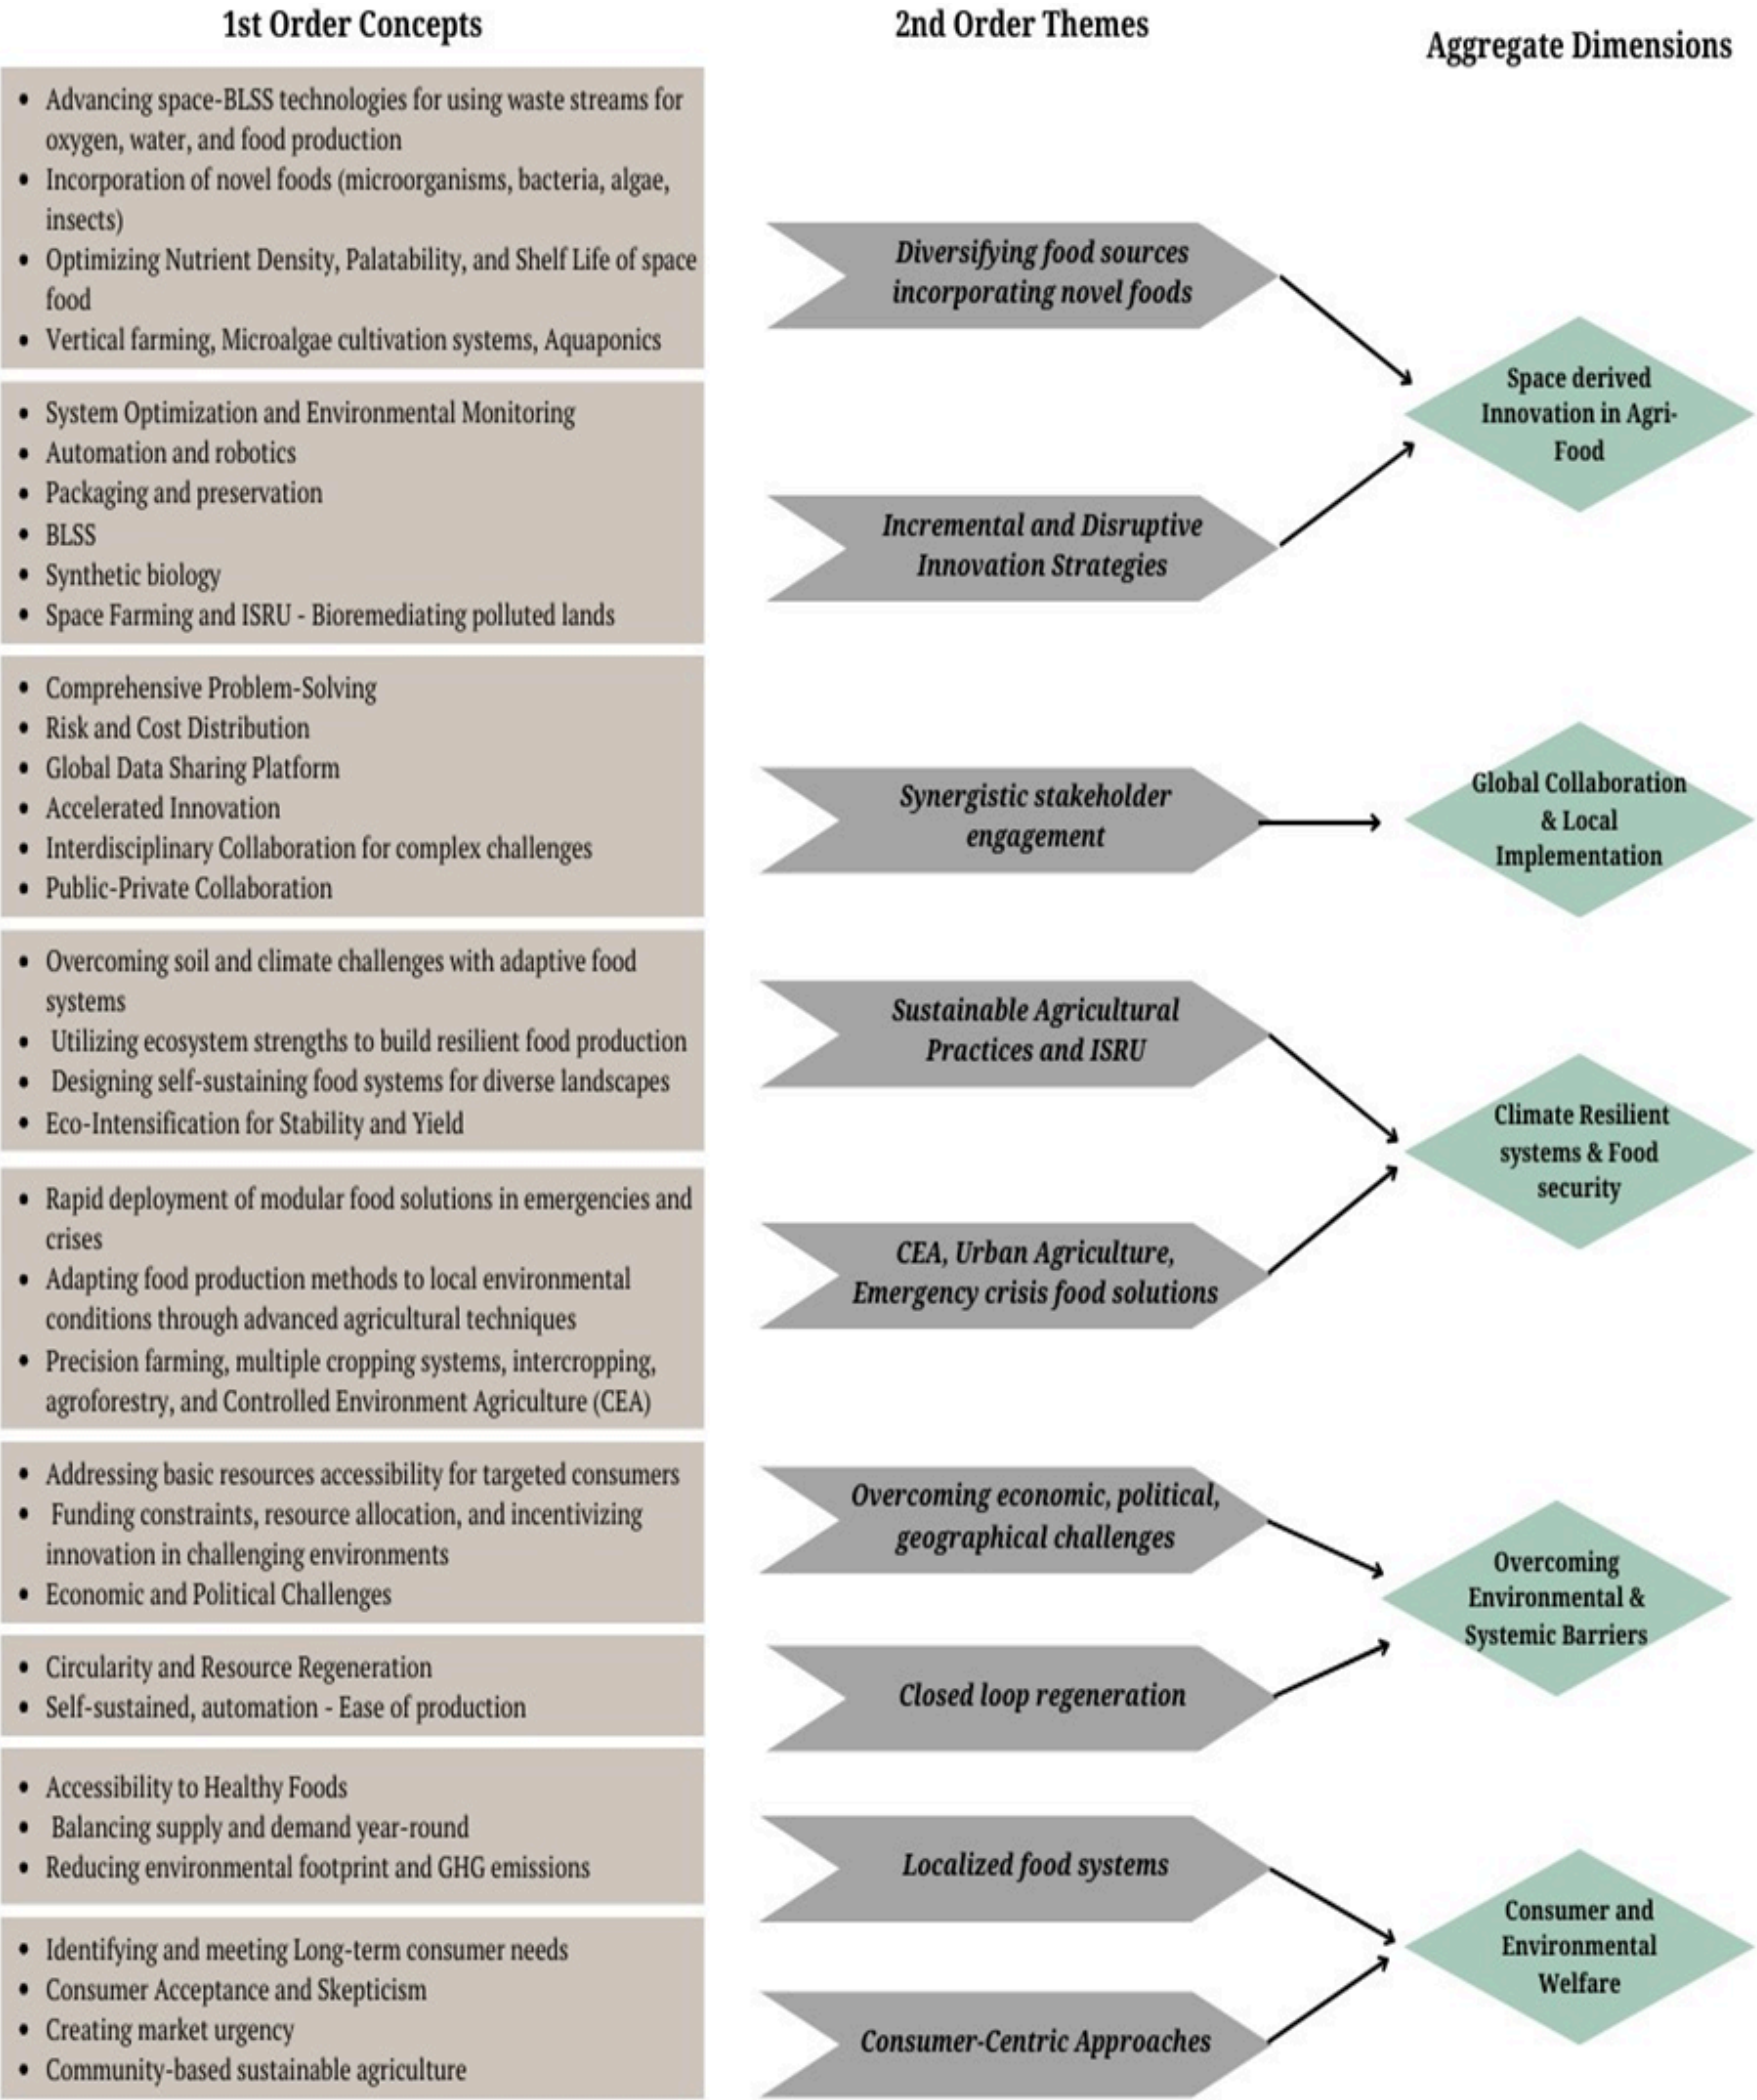 1st Order Concepts
2nd Order Themes
Aggregate Dimensions
• Advancing space-BLSS technologies for using waste streams for
oxygen, water, and food production
• Incorporation of novel foods (microorganisms, bacteria, algae,
insects)
• Optimizing Nutrient Density, Palatability, and Shelf Life of space
food
• Vertical farming, Microalgae cultivation systems, Aquaponics
• System Optimization and Environmental Monitoring
• Automation and robotics
• Packaging and preservation
• BLSS
• Synthetic biology
• Space Farming and ISRU - Bioremediating polluted lands
• Comprehensive Problem-Solving
• Risk and Cost Distribution
• Global Data Sharing Platform
• Accelerated Innovation
• Interdisciplinary Collaboration for complex challenges
• Public-Private Collaboration
• Overcoming soil and climate challenges with adaptive food
systems
• Utilizing ecosystem strengths to build resilient food production
• Designing self-sustaining food systems for diverse landscapes
• Eco-Intensification for Stability and Yield
• Rapid deployment of modular food solutions in emergencies and
crises
• Adapting food production methods to local environmental
conditions through advanced agricultural techniques
• Precision farming, multiple cropping systems, intercropping,
agroforestry, and Controlled Environment Agriculture (CEA)
• Addressing basic resources accessibility for targeted consumers
• Funding constraints, resource allocation, and incentivizing
innovation in challenging environments
• Economic and Political Challenges
• Circularity and Resource Regeneration
• Self-sustained, automation - Ease of production
• Accessibility to Healthy Foods
• Balancing supply and demand year-round
• Reducing environmental footprint and GHG emissions
• Identifying and meeting Long-term consumer needs
• Consumer Acceptance and Skepticism
• Creating market urgency
• Community-based sustainable agriculture
Diversifying food sources
incorporating novel foods
Incremental and Disruptive
Innovation Strategies
Synergistic stakeholder
engagement
Sustainable Agricultural
Practices and ISRU
CEA, Urban Agriculture,
Emergency crisis food solutions
Overcoming economic, political,
geographical challenges
Closed loop regeneration
Localized food systems
Consumer-Centric Approaches
Space derived
Innovation in Agri-
Food
Global Collaboration
& Local
Implementation
Climate Resilient
systems & Food
security
Overcoming
Environmental &
Systemic Barriers
Consumer and
Environmental
Welfare